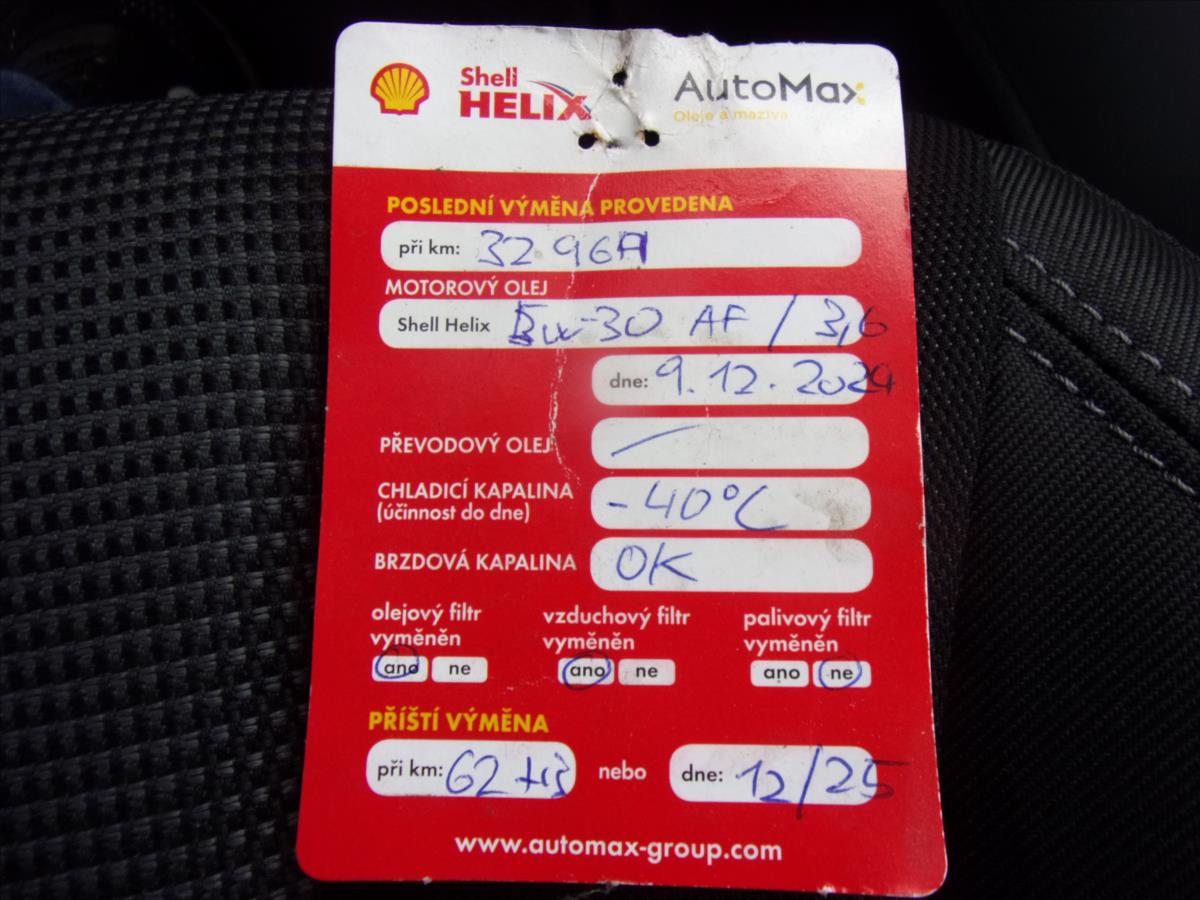 Shell
HELIX
AutoMax
Oleje a maziva
POSLEDNÍ VÝMĚNA PROVEDENA
při km: 32 969
MOTOROVÝ OLEJ
Shell Helix 5w-30 AF / 3,6
dne: 9.12.2024
PŘEVODOVÝ OLEJ –
CHLADICÍ KAPALINA
(účinnost do dne) -40°C
BRZDOVÁ KAPALINA OK
olejový filtr vyměněn
ano ne
vzduchový filtr vyměněn
ano ne
palivový filtr vyměněn
ano ne
PŘÍŠTÍ VÝMĚNA
při km: 62 tis nebo dne: 12/25
www.automax-group.com